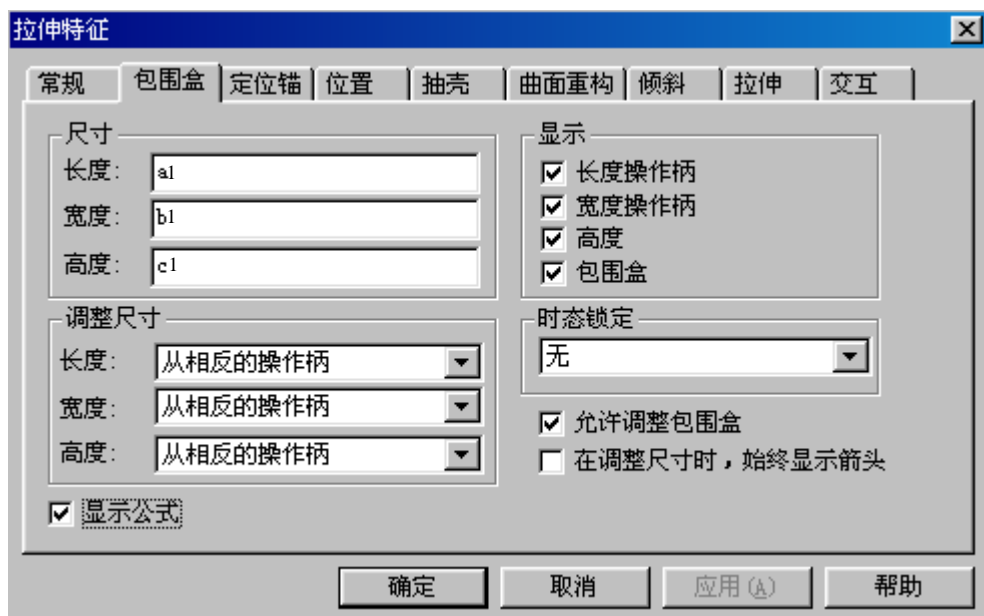 拉伸特征
常规 包围盒 定位锚 位置 抽壳 曲面重构 倾斜 拉伸 交互
尺寸
长度: a1
宽度: b1
高度: c1
显示
长度操作柄
宽度操作柄
高度
包围盒
调整尺寸
长度: 从相反的操作柄
宽度: 从相反的操作柄
高度: 从相反的操作柄
时态锁定
无
允许调整包围盒
在调整尺寸时，始终显示箭头
显示公式
确定 取消 应用(A) 帮助